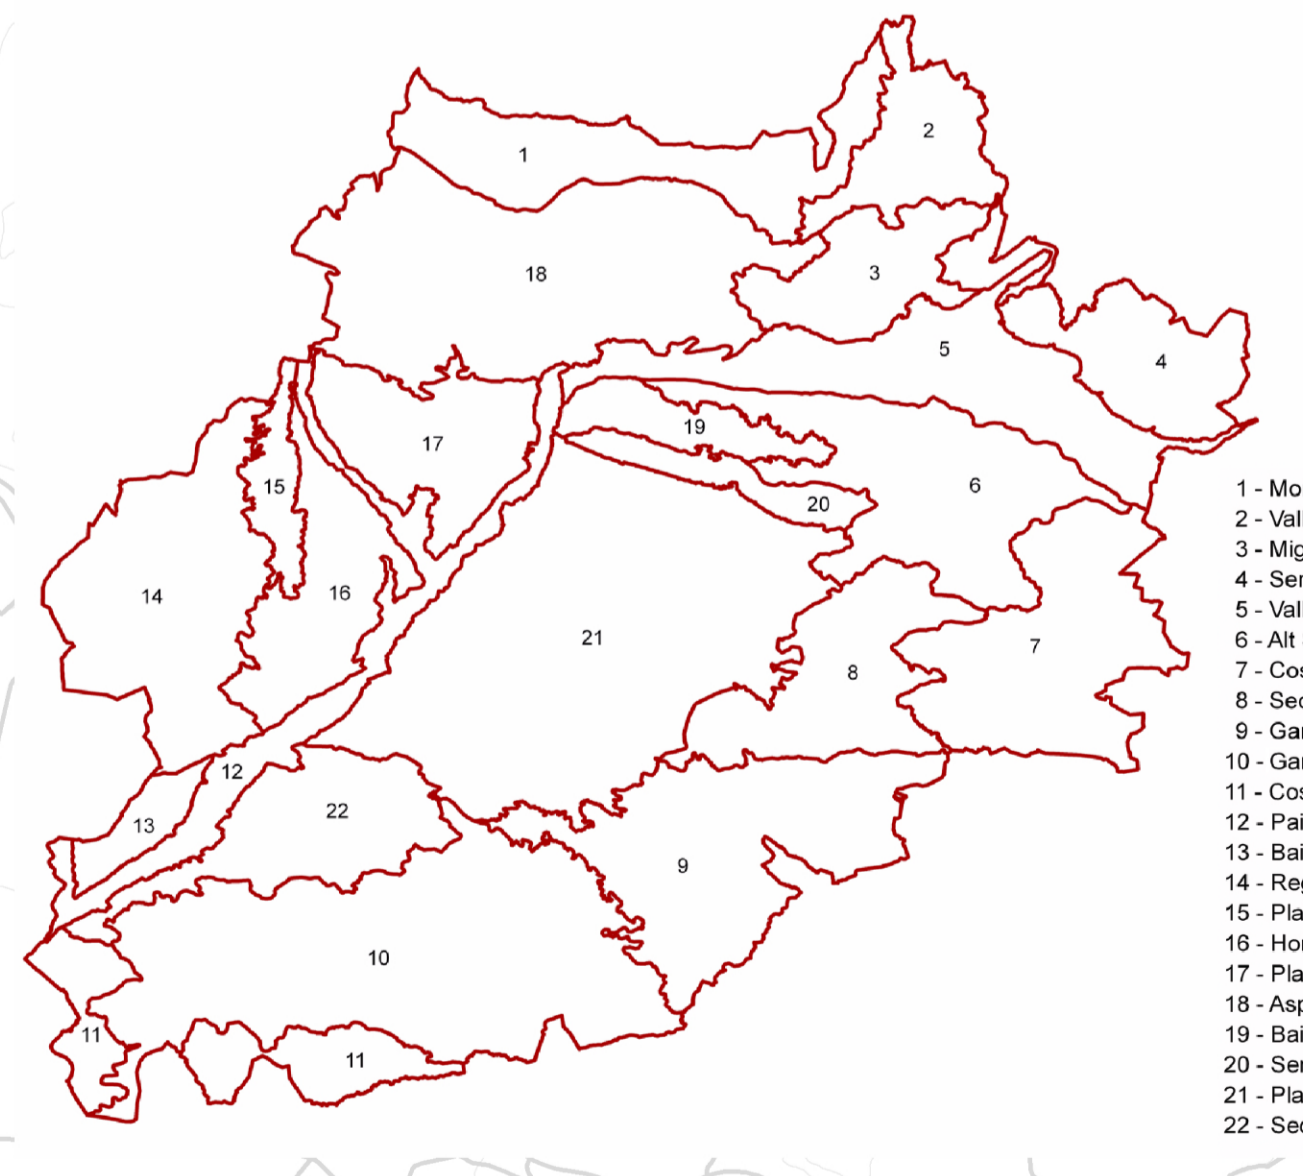 1
2
3
4
5
6
7
8
9
10
11
11
12
13
14
15
16
17
18
19
20
21
22
1 - Mo
2 - Vall
3 - Mig
4 - Ser
5 - Vall
6 - Alt
7 - Cos
8 - Sec
9 - Gar
10 - Gar
11 - Cos
12 - Pai
13 - Bai
14 - Reg
15 - Pla
16 - Hor
17 - Pla
18 - Asp
19 - Bai
20 - Ser
21 - Pla
22 - Sec